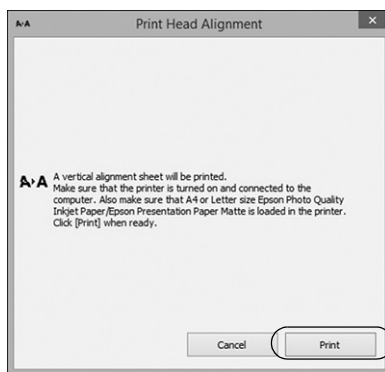 A▸A Print Head Alignment x
A▸A A vertical alignment sheet will be printed.
Make sure that the printer is turned on and connected to the
computer. Also make sure that A4 or Letter size Epson Photo Quality
Inkjet Paper/Epson Presentation Paper Matte is loaded in the printer.
Click [Print] when ready.
Cancel Print